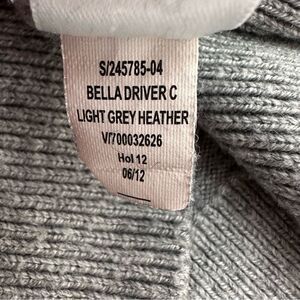 S/245785-04
BELLA DRIVER C
LIGHT GREY HEATHER
V/700032626
Hol 12
06/12